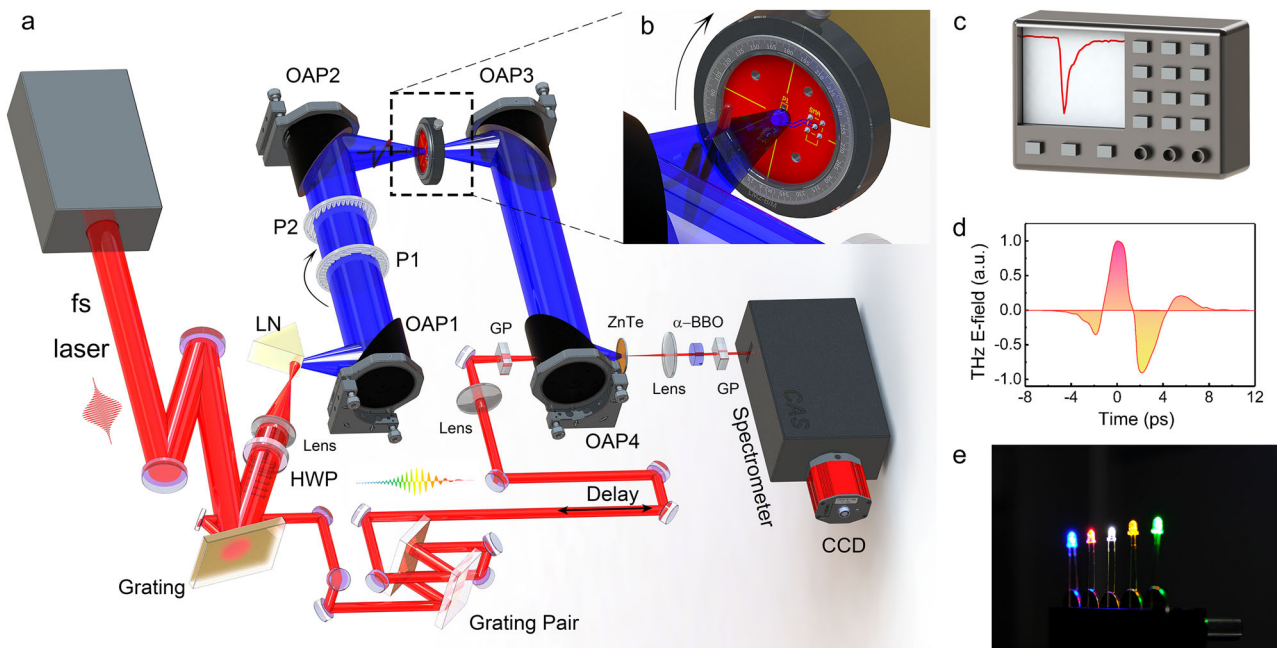 a
b
c
OAP2
OAP3
P2
P1
fs
laser
LN
OAP1
GP
ZnTe
α-BBO
Lens
Lens
GP
Lens
HWP
OAP4
CAS
Spectrometer
Delay
CCD
Grating
Grating Pair
d
THz E-field (a.u.)
1.0
0.5
0.0
-0.5
-1.0
-8
-4
0
4
8
12
Time (ps)
e